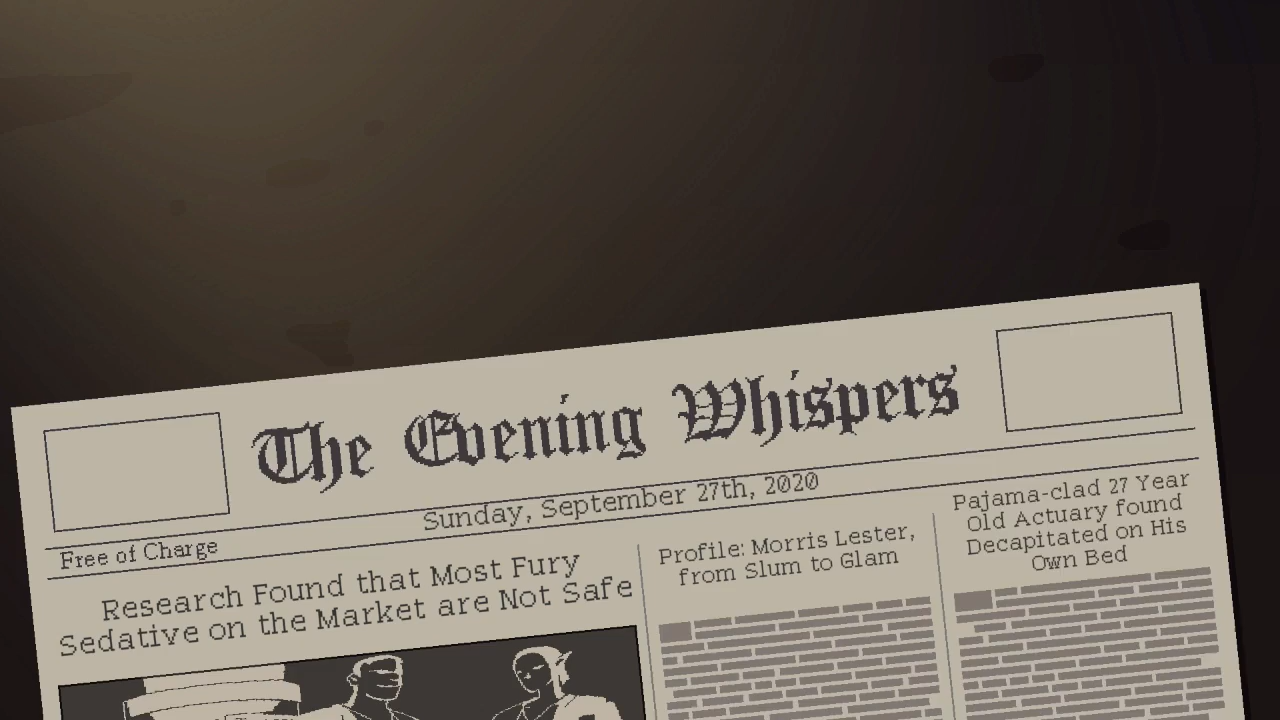 The Evening Whispers
Sunday, September 27th, 2020
Free of Charge
Research Found that Most Fury
Sedative on the Market are Not Safe
Profile: Morris Lester,
from Slum to Glam
Pajama-clad 27 Year
Old Actuary found
Decapitated on His
Own Bed